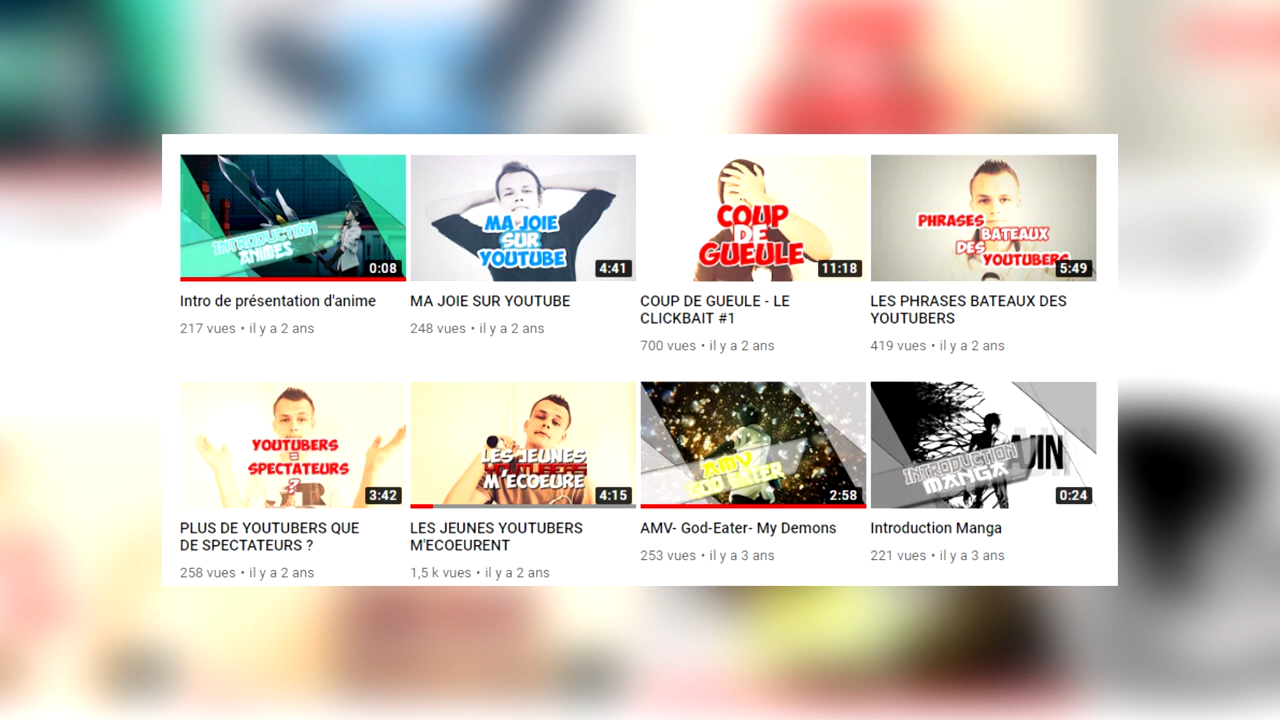 INTRODUCTION
ANIMES
0:08
Intro de présentation d'anime
217 vues • il y a 2 ans
MA JOIE
SUR
YOUTUBE
4:41
MA JOIE SUR YOUTUBE
248 vues • il y a 2 ans
COUP
DE
GUEULE
11:18
COUP DE GUEULE - LE
CLICKBAIT #1
700 vues • il y a 2 ans
PHRASES
BATEAUX
DES
YOUTUBERS
5:49
LES PHRASES BATEAUX DES
YOUTUBERS
419 vues • il y a 2 ans
YOUTUBERS
=
SPECTATEURS
?
3:42
PLUS DE YOUTUBERS QUE
DE SPECTATEURS ?
258 vues • il y a 2 ans
LES JEUNES
YOUTUBERS
M'ECOEURE
4:15
LES JEUNES YOUTUBERS
M'ECOEURENT
1,5 k vues • il y a 2 ans
AMV
GOD EATER
2:58
AMV- God-Eater- My Demons
253 vues • il y a 3 ans
AJIN
INTRODUCTION
MANGA
0:24
Introduction Manga
221 vues • il y a 3 ans